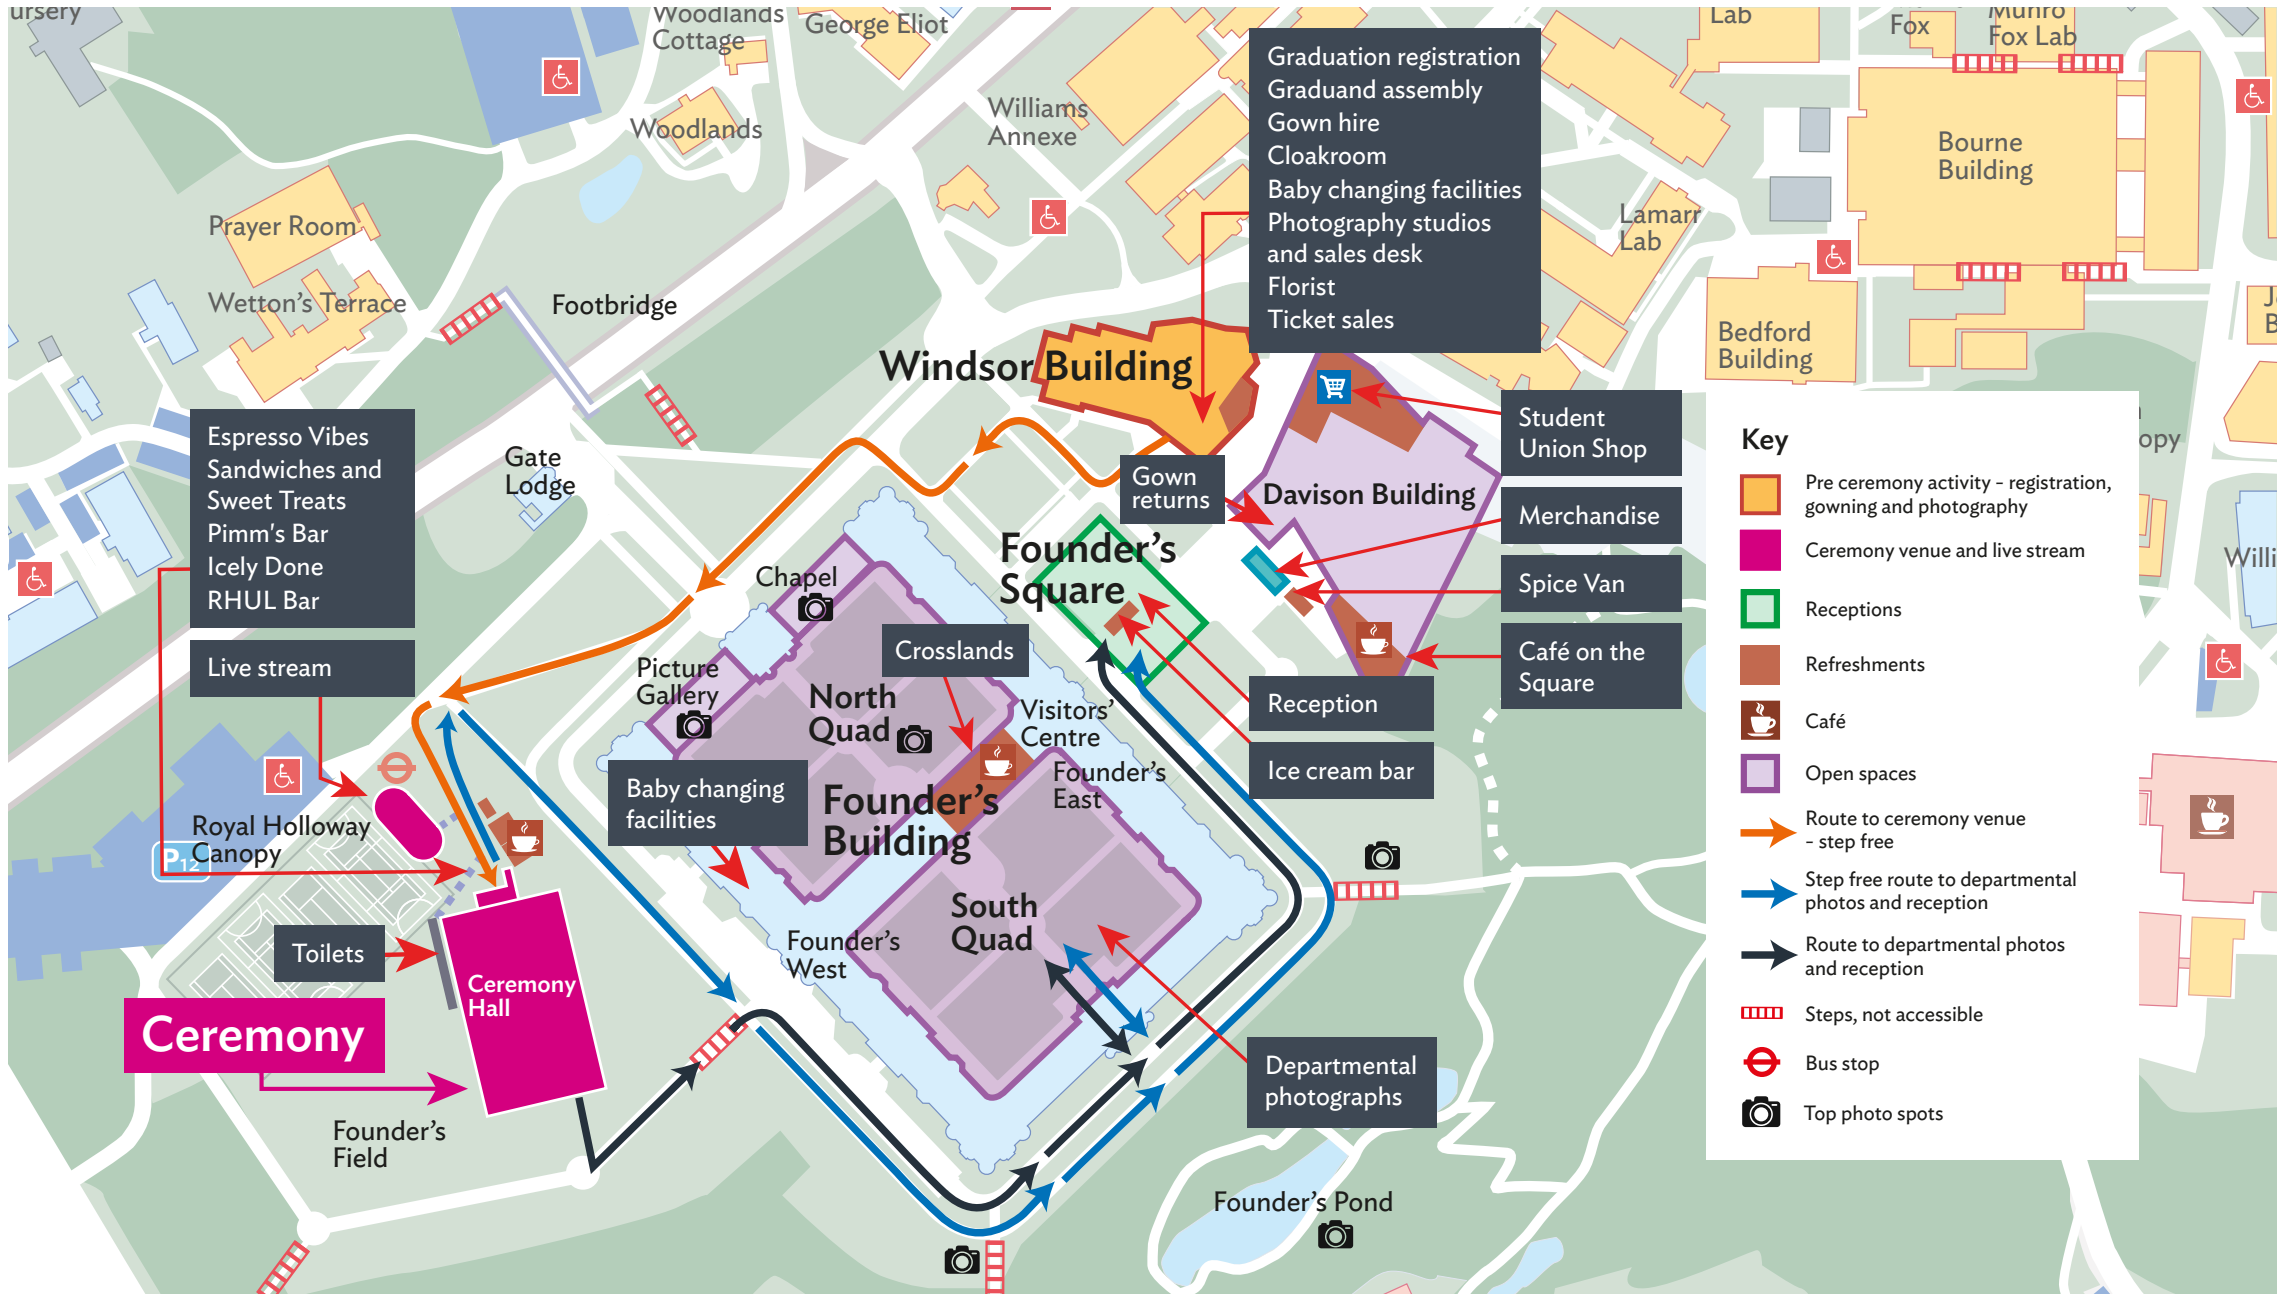 Woodlands
Cottage
George Eliot
Lab
Fox
Munro
Fox Lab
Woodlands
Williams
Annexe
Graduation registration
Graduand assembly
Gown hire
Cloakroom
Baby changing facilities
Photography studios
and sales desk
Florist
Ticket sales
Bourne
Building
Prayer Room
Lamarr
Lab
Wetton's Terrace
Footbridge
Bedford
Building
Windsor Building
Espresso Vibes
Sandwiches and
Sweet Treats
Pimm's Bar
Icely Done
RHUL Bar
Gate
Lodge
Student
Union Shop
Gown
returns
Davison Building
Merchandise
Founder's
Square
Spice Van
Chapel
Live stream
Crosslands
Café on the
Square
Picture
Gallery
North
Quad
Visitors'
Centre
Reception
Founder's
East
Ice cream bar
Baby changing
facilities
Founder's
Building
Royal Holloway
Canopy
P12
South
Quad
Founder's
West
Toilets
Ceremony
Hall
Ceremony
Departmental
photographs
Founder's
Field
Founder's Pond
Key
Pre ceremony activity - registration,
gowning and photography
Ceremony venue and live stream
Receptions
Refreshments
Café
Open spaces
Route to ceremony venue
- step free
Step free route to departmental
photos and reception
Route to departmental photos
and reception
Steps, not accessible
Bus stop
Top photo spots